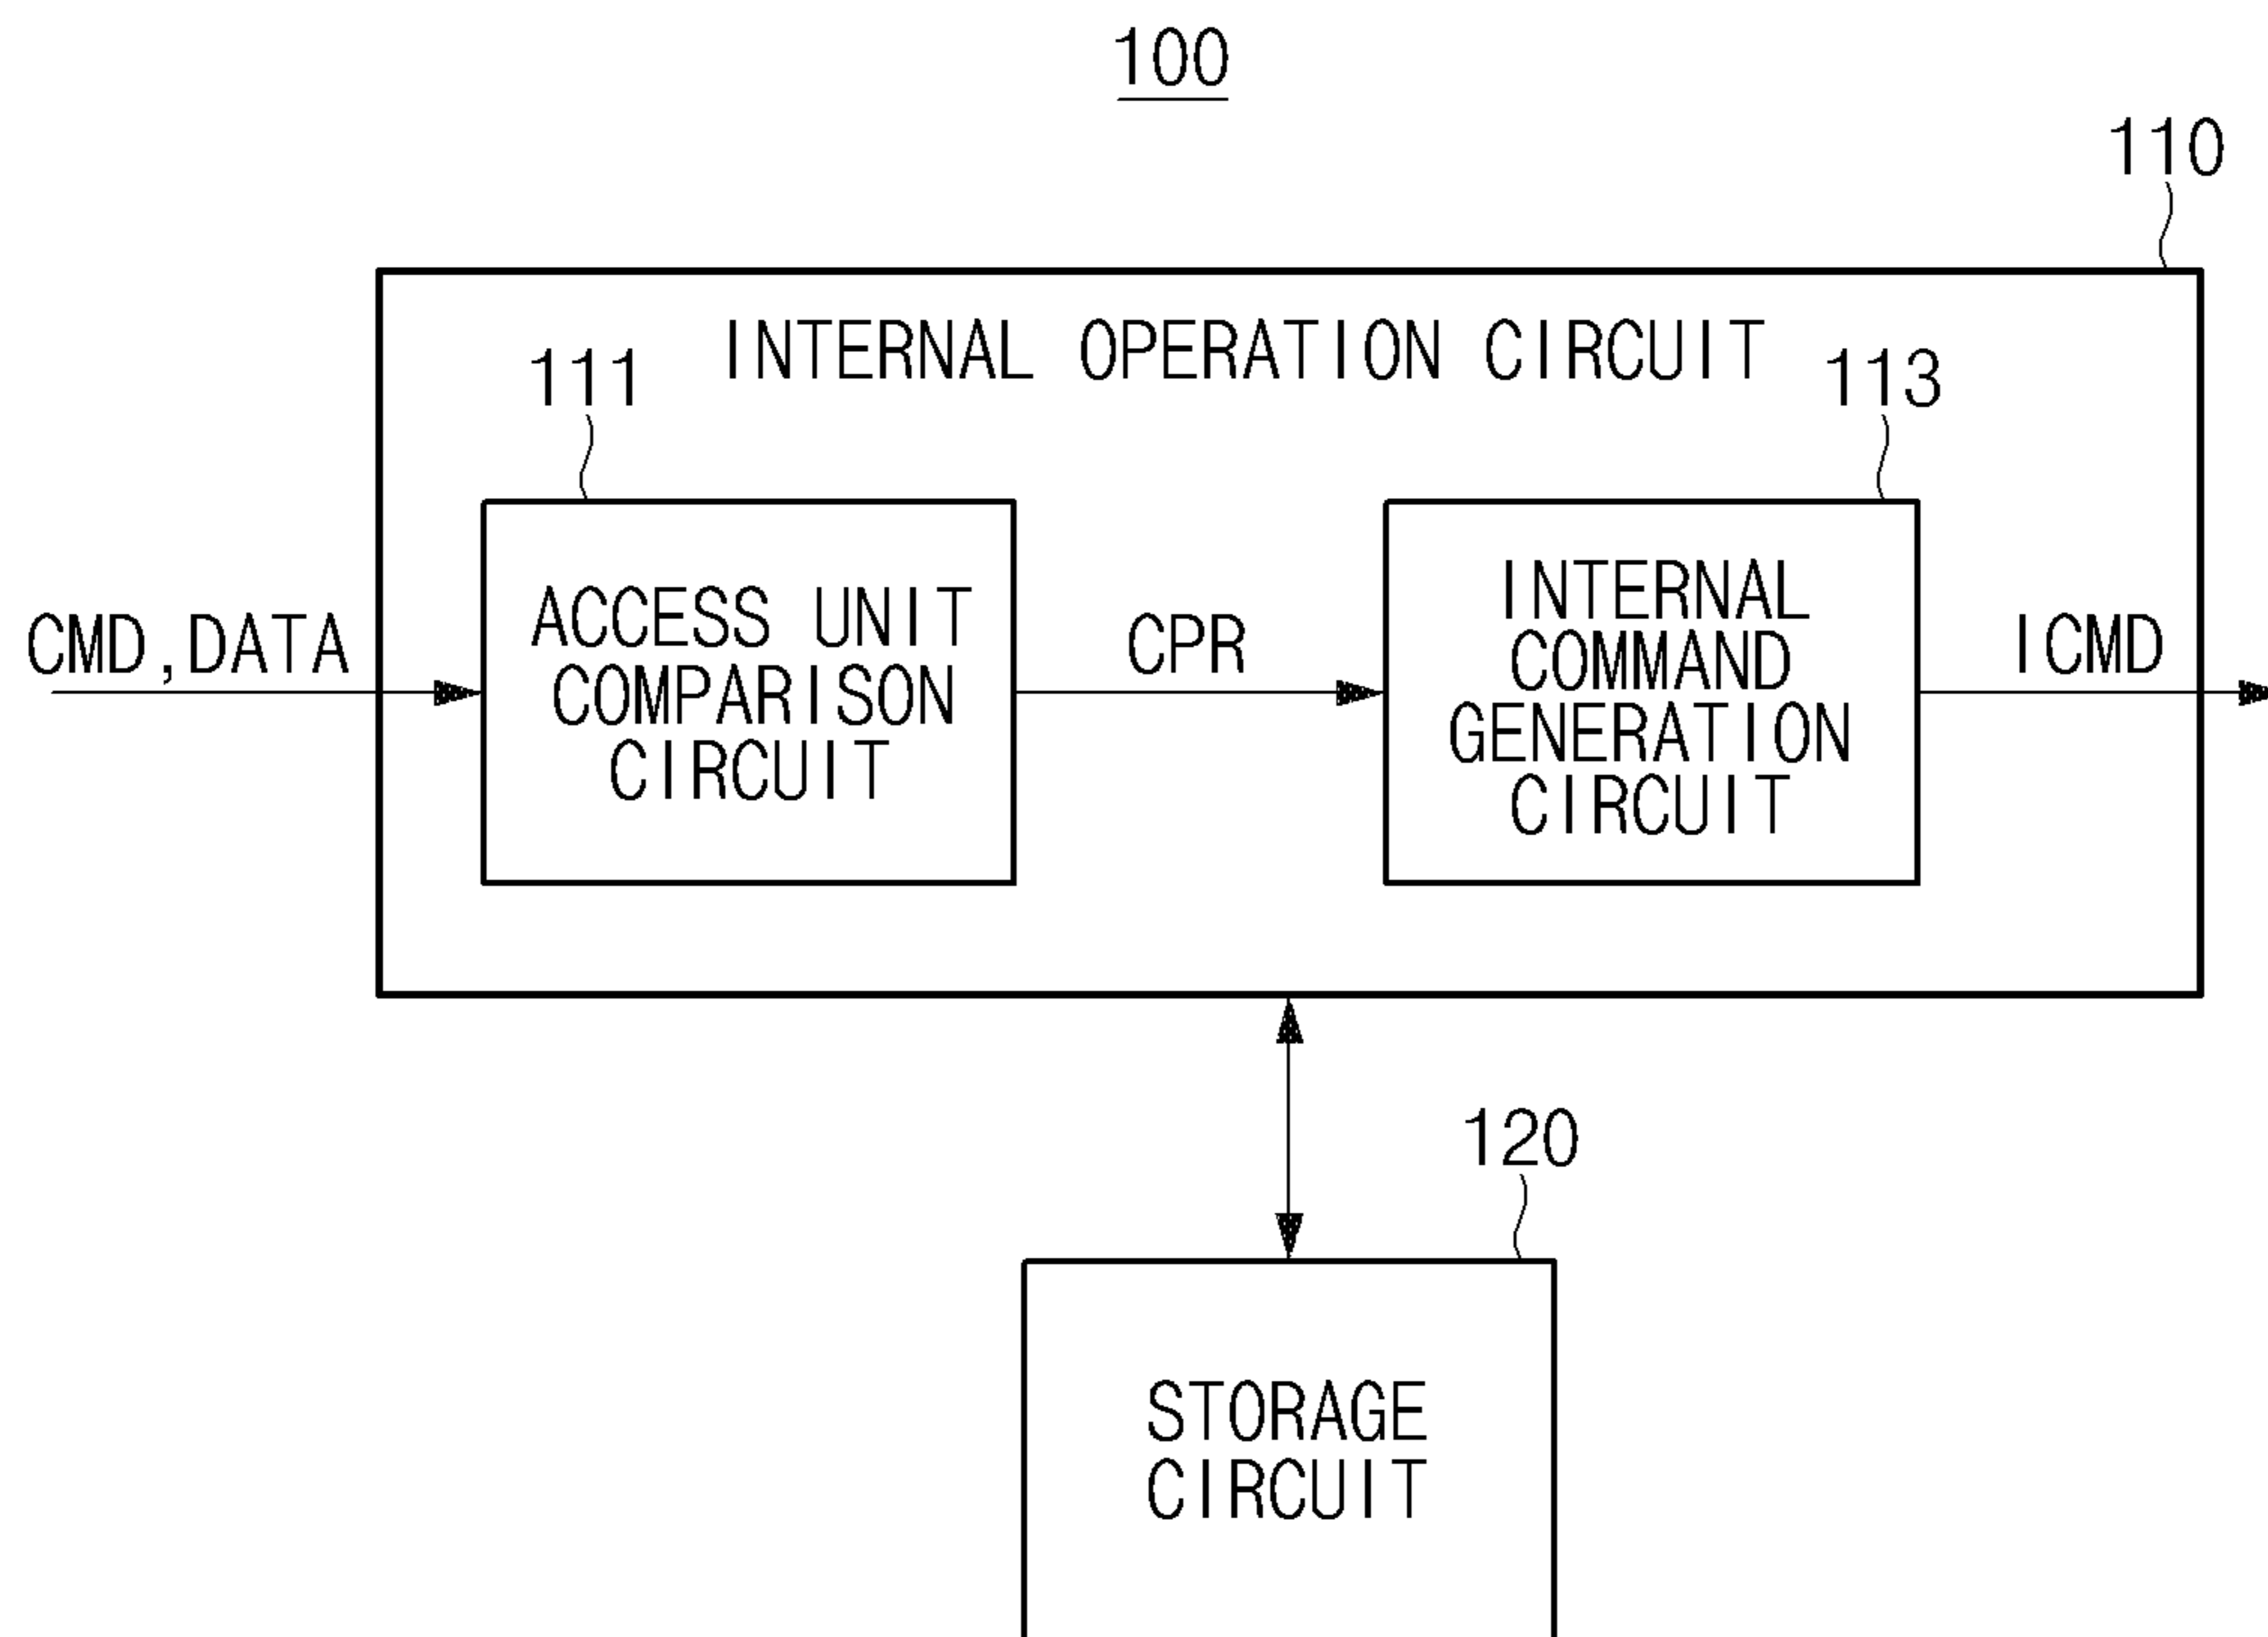 100
110
INTERNAL OPERATION CIRCUIT
111
113
CMD,DATA
ACCESS UNIT
COMPARISON
CIRCUIT
CPR
INTERNAL
COMMAND
GENERATION
CIRCUIT
ICMD
120
STORAGE
CIRCUIT